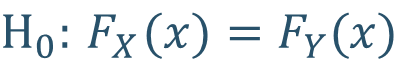 H₀: F_X(x) = F_Y(x)